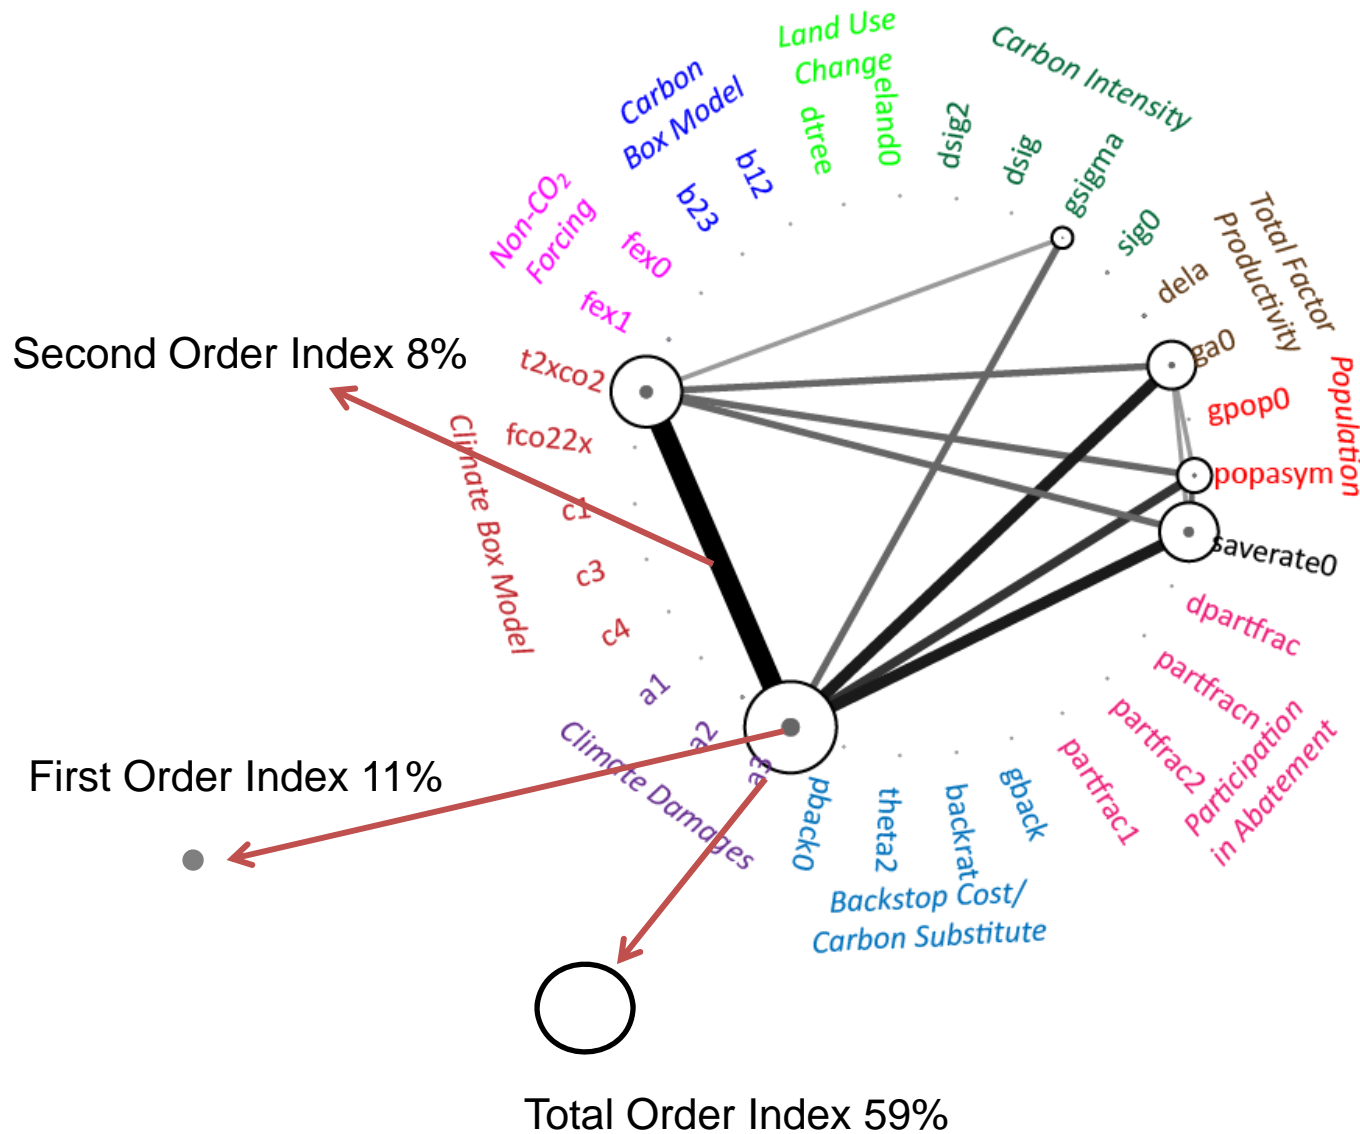 Land Use
Change
Carbon Intensity
Carbon
Box Model
eland0
dtree
dsig2
dsig
gsigma
b12
b23
sig0
Non-CO₂
Forcing
fex0
fex1
dela
Total Factor
Productivity
ga0
Second Order Index 8%
t2xco2
gpop0
Population
popasym
fco22x
c1
c3
c4
Climate Box Model
saverate0
dpartfrac
partfracn
partfrac2
partfrac1
Participation
in Abatement
a1
a2
a3
Climate Damages
First Order Index 11%
pback0
theta2
backrat
gback
Backstop Cost/
Carbon Substitute
Total Order Index 59%